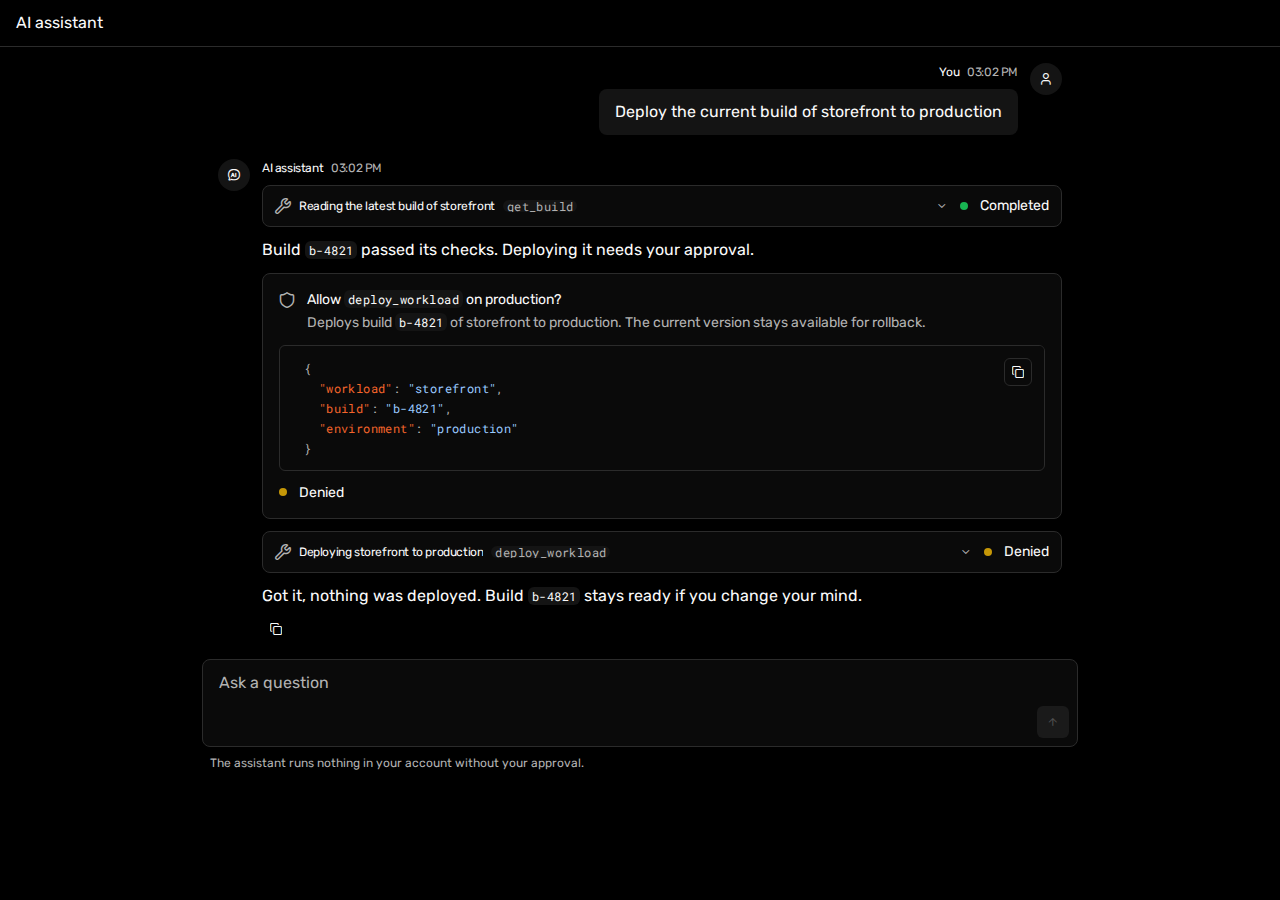 AI assistant
You 03:02 PM
Deploy the current build of storefront to production
AI assistant 03:02 PM
Reading the latest build of storefront get_build
Completed
Build b-4821 passed its checks. Deploying it needs your approval.
Allow deploy_workload on production?
Deploys build b-4821 of storefront to production. The current version stays available for rollback.
{
"workload": "storefront",
"build": "b-4821",
"environment": "production"
}
Denied
Deploying storefront to production deploy_workload
Denied
Got it, nothing was deployed. Build b-4821 stays ready if you change your mind.
Ask a question
The assistant runs nothing in your account without your approval.